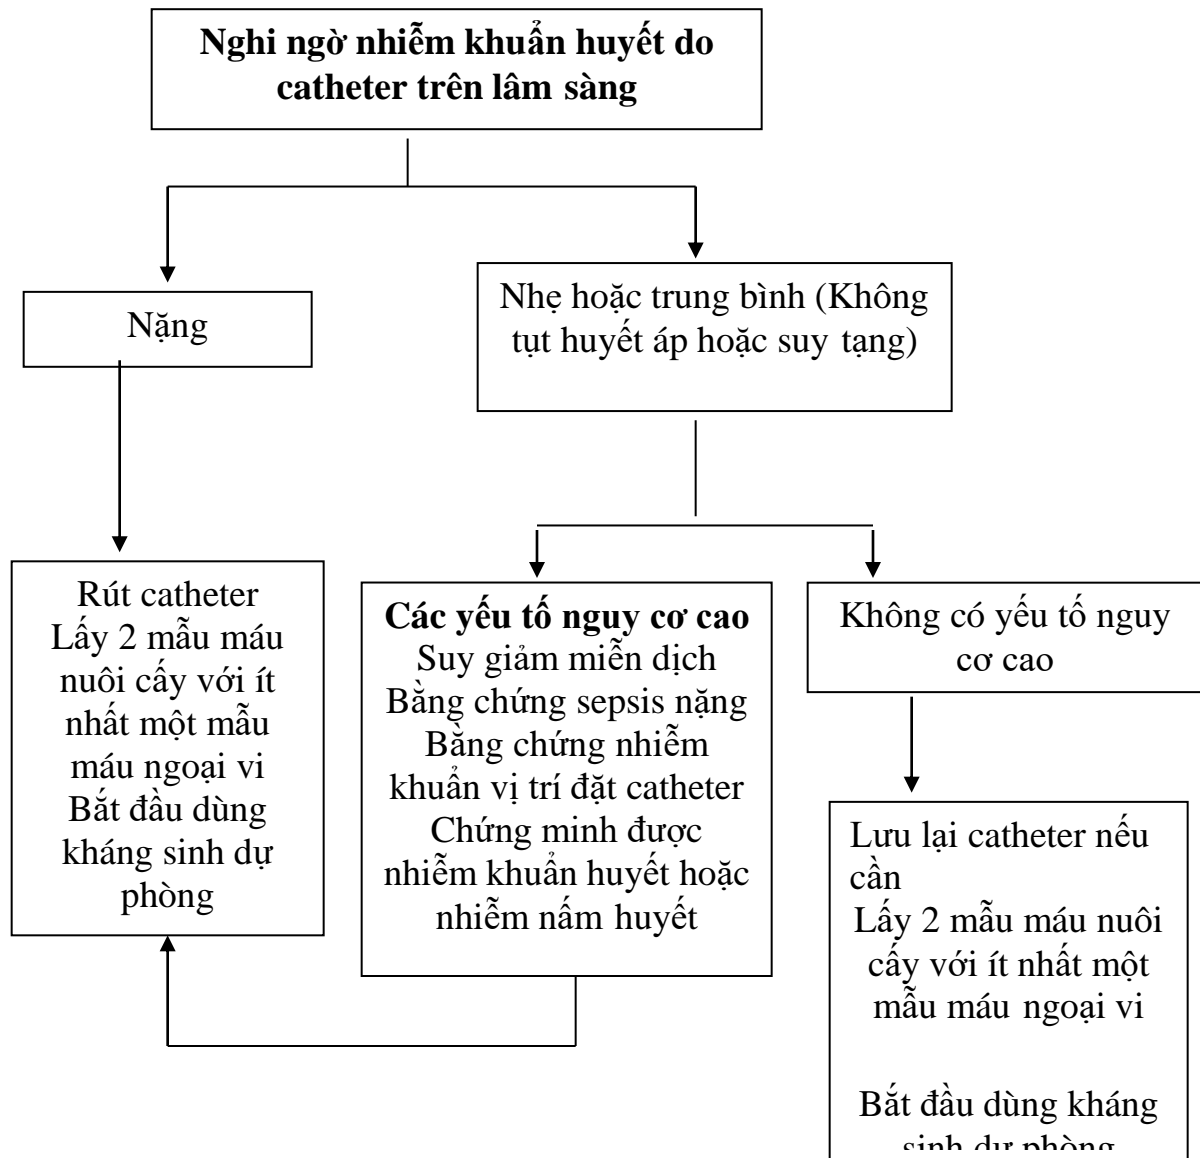 Nghi ngờ nhiễm khuẩn huyết do
catheter trên lâm sàng
Nặng
Nhẹ hoặc trung bình (Không
tụt huyết áp hoặc suy tạng)
Rút catheter
Lấy 2 mẫu máu
nuôi cấy với ít
nhất một mẫu
máu ngoại vi
Bắt đầu dùng
kháng sinh dự
phòng
Các yếu tố nguy cơ cao
Suy giảm miễn dịch
Bằng chứng sepsis nặng
Bằng chứng nhiễm
khuẩn vị trí đặt catheter
Chứng minh được
nhiễm khuẩn huyết hoặc
nhiễm nấm huyết
Không có yếu tố nguy
cơ cao
Lưu lại catheter nếu
cần
Lấy 2 mẫu máu nuôi
cấy với ít nhất một
mẫu máu ngoại vi
Bắt đầu dùng kháng
sinh dự phòng